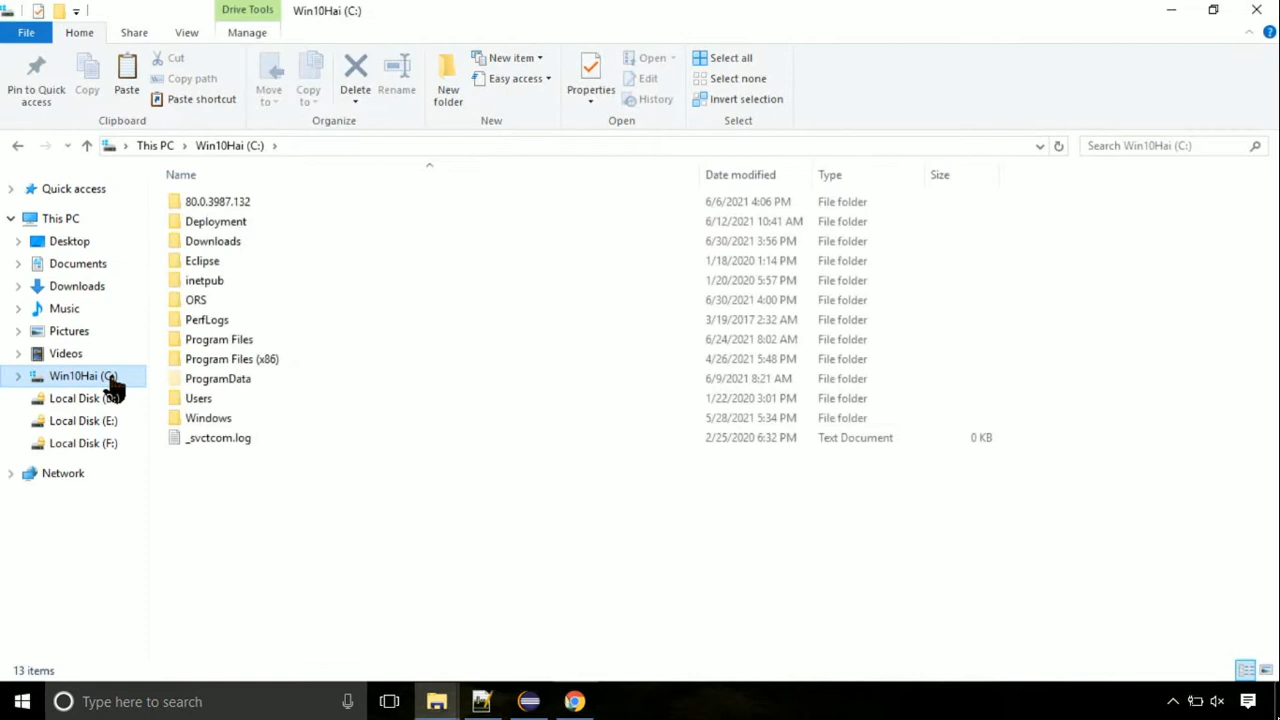 Drive Tools Win10Hai (C:)
File Home Share View Manage
Pin to Quick access
Copy
Paste
Cut
Copy path
Paste shortcut
Clipboard
Move to
Copy to
Delete
Rename
Organize
New folder
New item
Easy access
New
Properties
Open
Edit
History
Open
Select all
Select none
Invert selection
Select
This PC Win10Hai (C:)
Search Win10Hai (C:)
Quick access
This PC
Desktop
Documents
Downloads
Music
Pictures
Videos
Win10Hai (C:)
Local Disk
Local Disk (E:)
Local Disk (F:)
Network
Name Date modified Type Size
80.0.3987.132 6/6/2021 4:06 PM File folder
Deployment 6/12/2021 10:41 AM File folder
Downloads 6/30/2021 3:56 PM File folder
Eclipse 1/18/2020 1:14 PM File folder
inetpub 1/20/2020 5:57 PM File folder
ORS 6/30/2021 4:00 PM File folder
PerfLogs 3/19/2017 2:32 AM File folder
Program Files 6/24/2021 8:02 AM File folder
Program Files (x86) 4/26/2021 5:48 PM File folder
ProgramData 6/9/2021 8:21 AM File folder
Users 1/22/2020 3:01 PM File folder
Windows 5/28/2021 5:34 PM File folder
_svctcom.log 2/25/2020 6:32 PM Text Document 0 KB
13 items
Type here to search